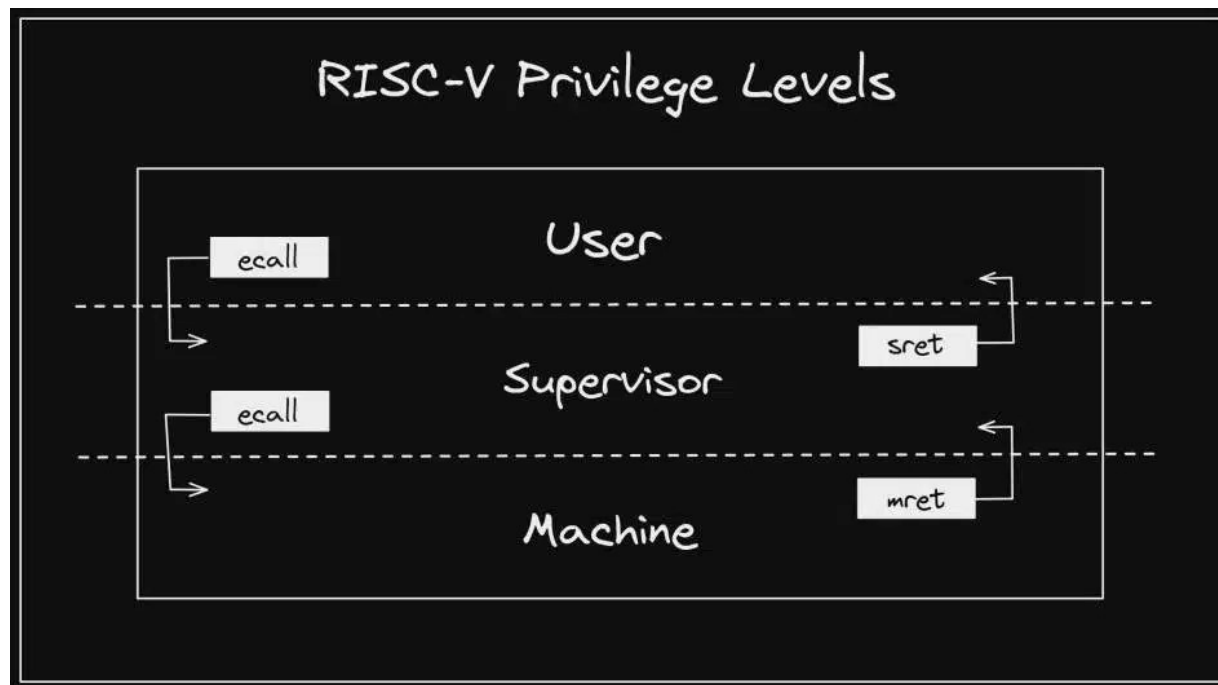 RISC-V Privilege Levels
User
ecall
sret
Supervisor
ecall
mret
Machine